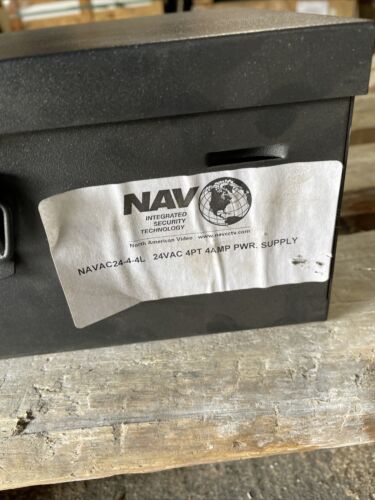 NAV
INTEGRATED
SECURITY
TECHNOLOGY
North American Video www.navcctv.com
NAVAC24-4-4L 24VAC 4PT 4AMP PWR. SUPPLY